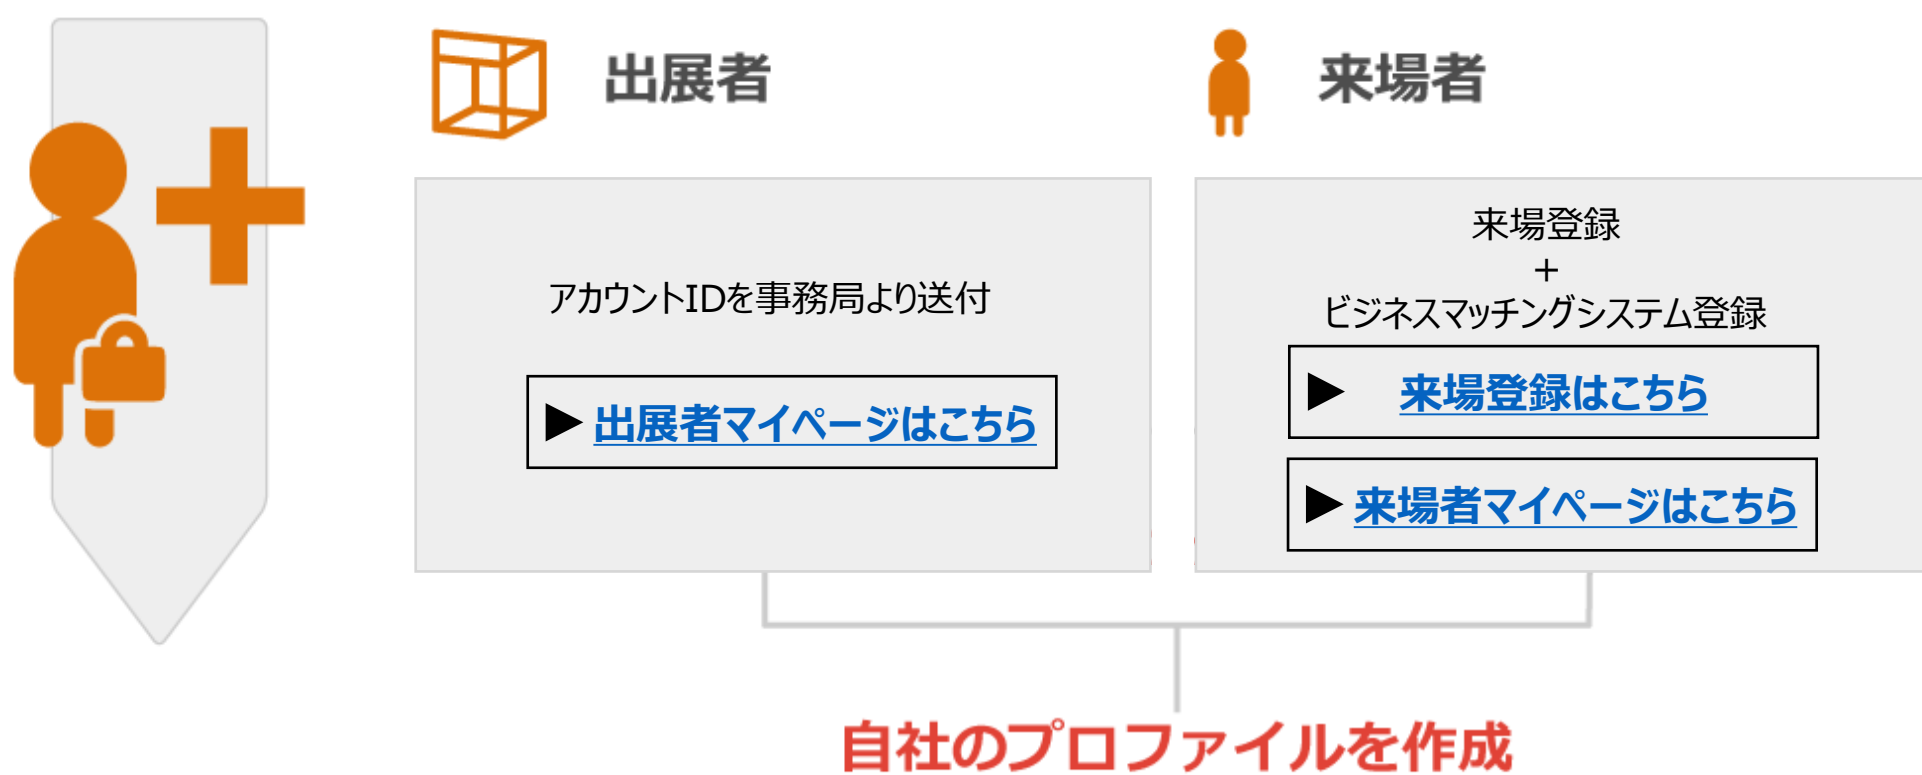 出展者
来場者
アカウントIDを事務局より送付
▶出展者マイページはこちら
来場登録
+
ビジネスマッチングシステム登録
▶ 来場登録はこちら
▶来場者マイページはこちら
自社のプロファイルを作成